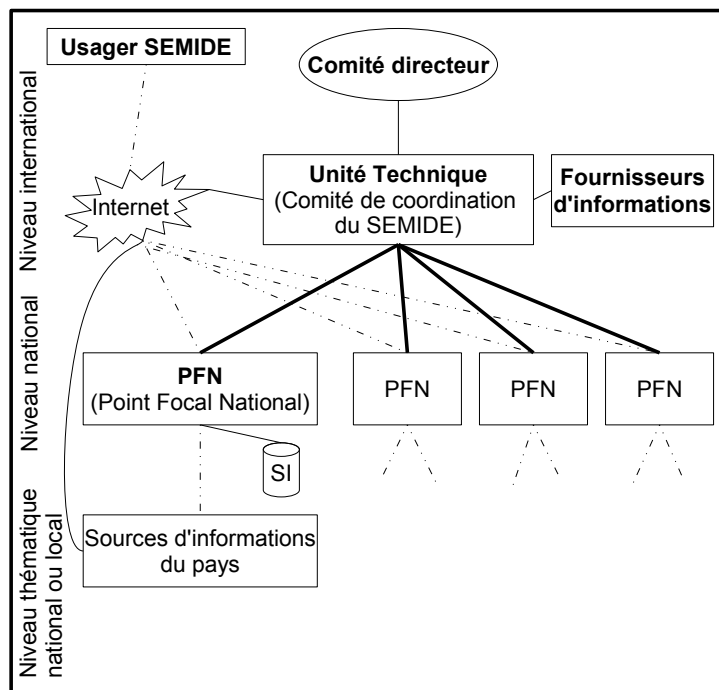 Usager SEMIDE
Comité directeur
Niveau international
Unité Technique
(Comité de coordination
du SEMIDE)
Fournisseurs
d'informations
Internet
Niveau national
PFN
(Point Focal National)
PFN
PFN
PFN
SI
Niveau thématique
national ou local
Sources d'informations
du pays